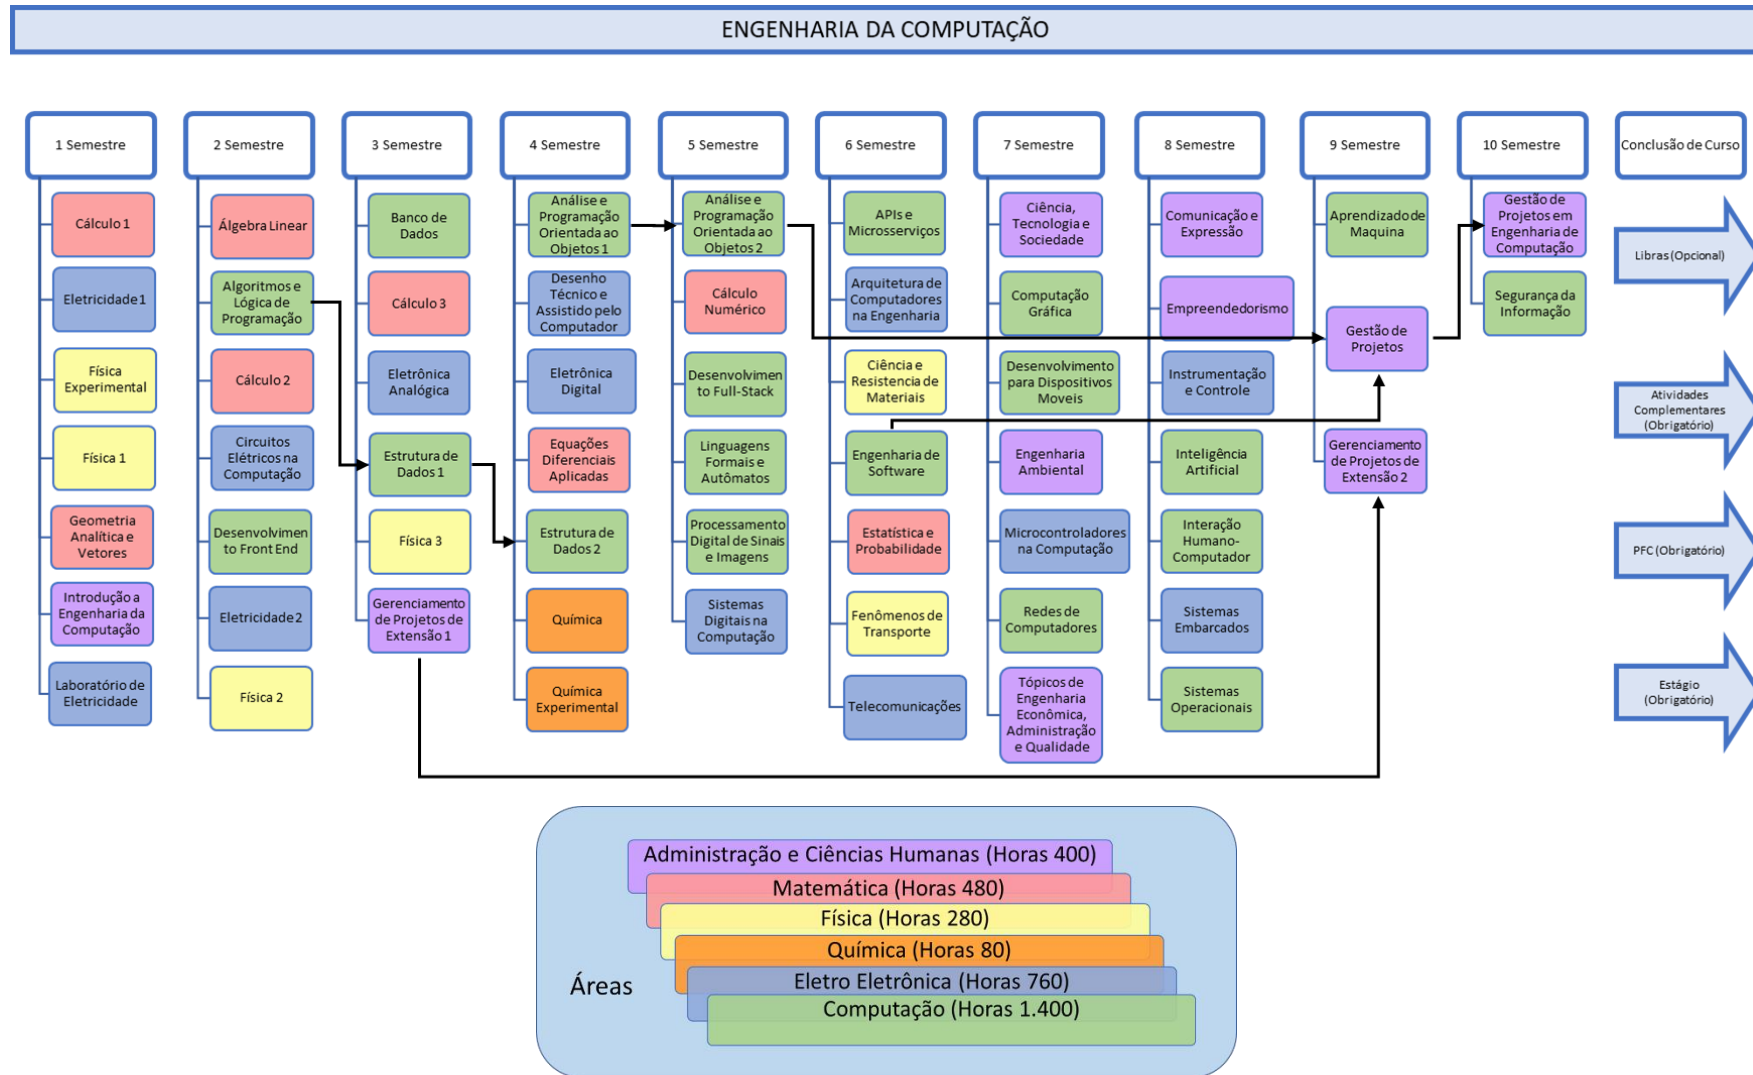 ENGENHARIA DA COMPUTAÇÃO
1 Semestre
Cálculo 1
Eletricidade 1
Física
Experimental
Física 1
Geometria
Analítica e
Vetores
Introdução a
Engenharia da
Computação
Laboratório de
Eletricidade
2 Semestre
Álgebra Linear
Algoritmos e
Lógica de
Programação
Cálculo 2
Circuitos
Elétricos na
Computação
Desenvolvimen
to Front End
Eletricidade 2
Física 2
3 Semestre
Banco de
Dados
Cálculo 3
Eletrônica
Analógica
Estrutura de
Dados 1
Física 3
Gerenciamento
de Projetos de
Extensão 1
4 Semestre
Análise e
Programação
Orientada ao
Objetos 1
Desenho
Técnico e
Assistido pelo
Computador
Eletrônica
Digital
Equações
Diferenciais
Aplicadas
Estrutura de
Dados 2
Química
Química
Experimental
5 Semestre
Análise e
Programação
Orientada ao
Objetos 2
Cálculo
Numérico
Desenvolvimen
to Full-Stack
Linguagens
Formais e
Autômatos
Processamento
Digital de Sinais
e Imagens
Sistemas
Digitais na
Computação
6 Semestre
APIs e
Microsserviços
Arquitetura de
Computadores
na Engenharia
Ciência e
Resistencia de
Materiais
Engenharia
de Software
Estatística e
Probabilidade
Fenômenos de
Transporte
Telecomunicações
7 Semestre
Ciência,
Tecnologia e
Sociedade
Computação
Gráfica
Desenvolvimento
para Dispositivos
Moveis
Engenharia
Ambiental
Microcontroladores
na Computação
Redes de
Computadores
Tópicos de
Engenharia
Econômica,
Administração
e Qualidade
8 Semestre
Comunicação e
Expressão
Empreendedorismo
Instrumentação
e Controle
Inteligência
Artificial
Interação
Humano-
Computador
Sistemas
Embarcados
Sistemas
Operacionais
9 Semestre
Aprendizado de
Maquina
Gestão de
Projetos
Gerenciamento
de Projetos de
Extensão 2
10 Semestre
Gestão de
Projetos em
Engenharia de
Computação
Segurança da
Informação
Conclusão de Curso
Libras (Opcional)
Atividades
Complementares
(Obrigatório)
PFC (Obrigatório)
Estágio
(Obrigatório)
Áreas
Administração e Ciências Humanas (Horas 400)
Matemática (Horas 480)
Física (Horas 280)
Química (Horas 80)
Eletro Eletrônica (Horas 760)
Computação (Horas 1.400)